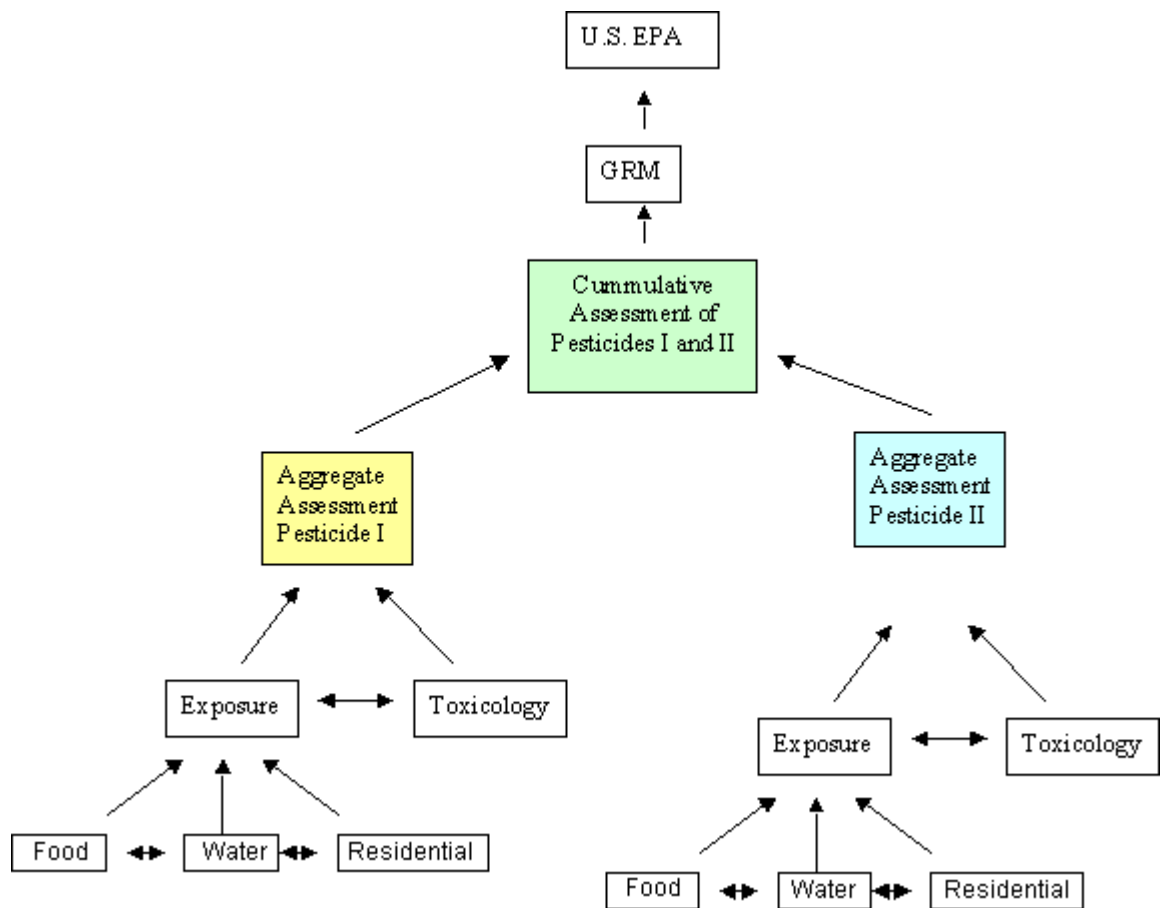 U.S. EPA
GRM
Cummulative
Assessment of
Pesticides I and II
Aggregate
Assessment
Pesticide I
Aggregate
Assessment
Pesticide II
Exposure
Toxicology
Exposure
Toxicology
Food
Water
Residential
Food
Water
Residential